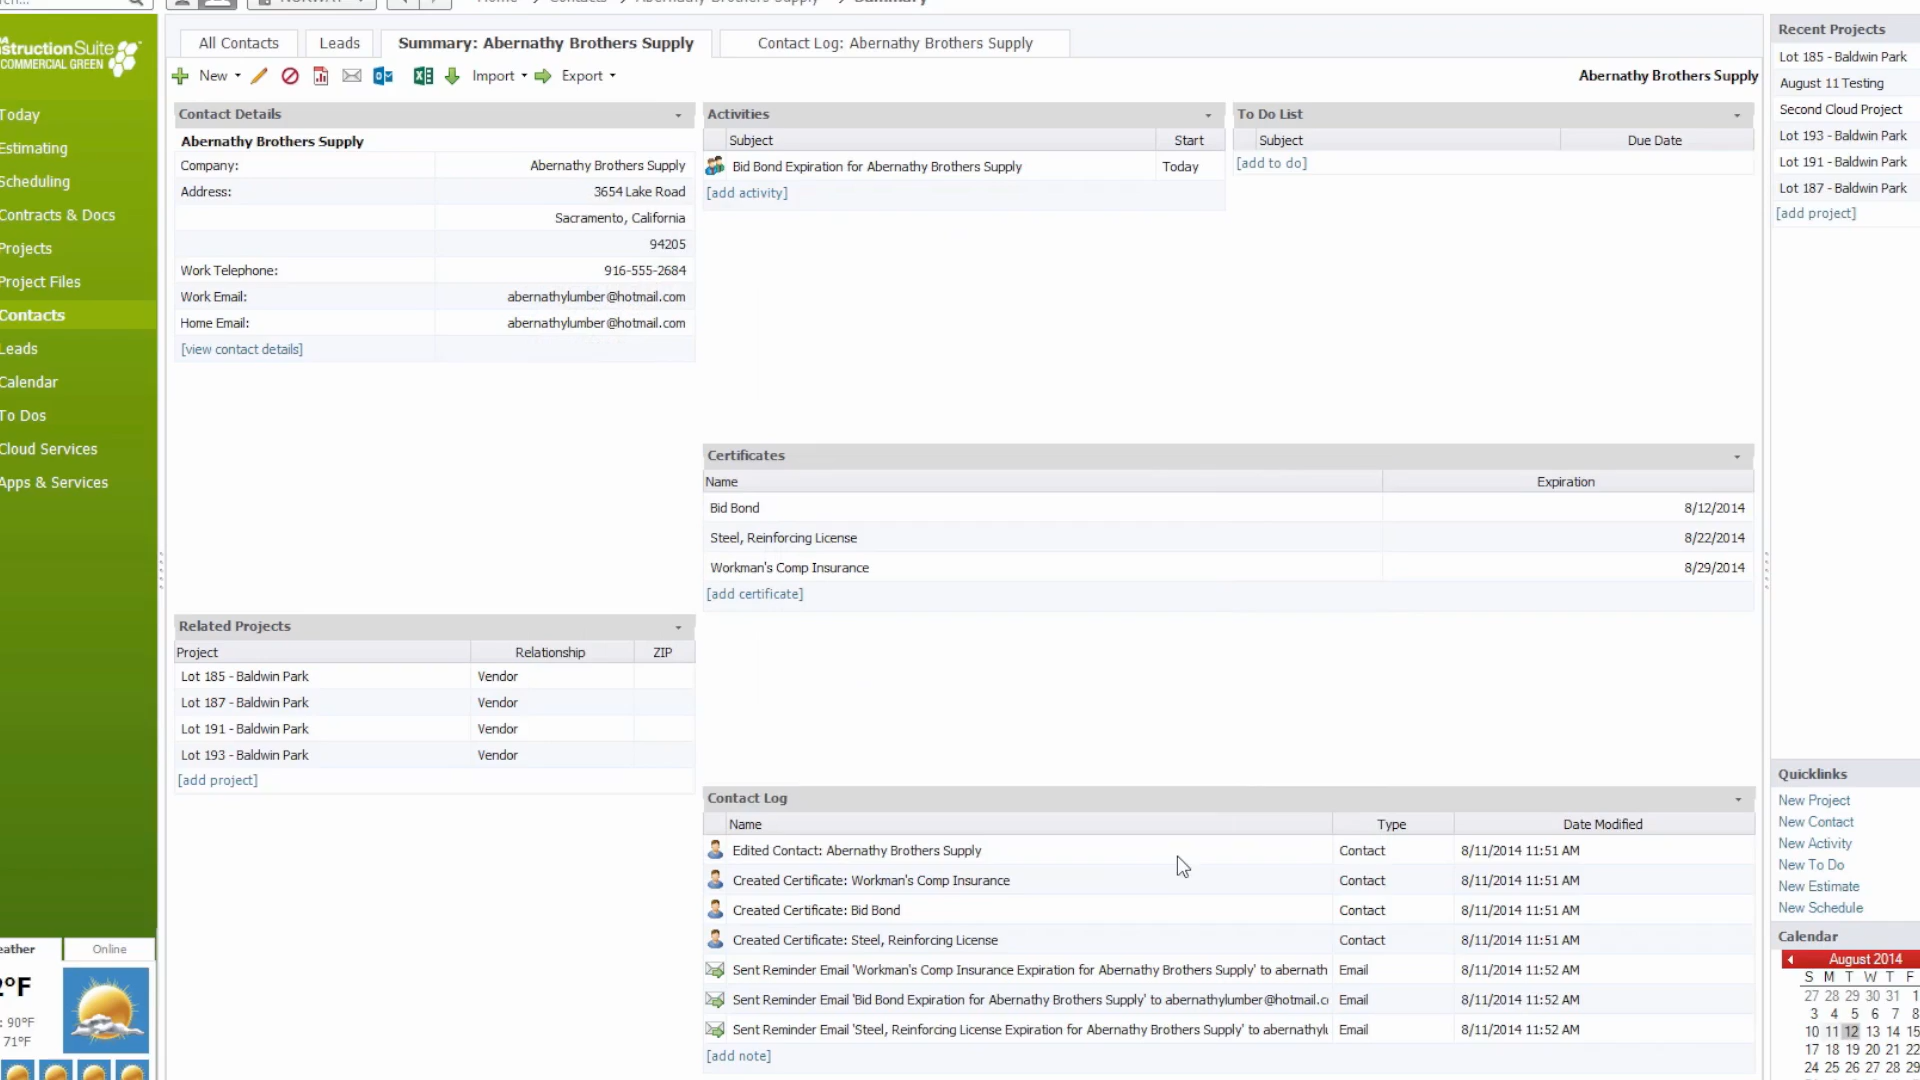 Home > Contacts > Abernathy Brothers Supply > Summary
structionSuite
COMMERCIAL GREEN
Today
Estimating
Scheduling
Contracts & Docs
Projects
Project Files
Contacts
Leads
Calendar
To Dos
Cloud Services
Apps & Services
eather
Online
2°F
: 90°F
71°F
All Contacts
Leads
Summary: Abernathy Brothers Supply
Contact Log: Abernathy Brothers Supply
New
Import
Export
Abernathy Brothers Supply
Contact Details
Abernathy Brothers Supply
Company: Abernathy Brothers Supply
Address: 3654 Lake Road
Sacramento, California
94205
Work Telephone: 916-555-2684
Work Email: abernathylumber@hotmail.com
Home Email: abernathylumber@hotmail.com
[view contact details]
Related Projects
Project Relationship ZIP
Lot 185 - Baldwin Park Vendor
Lot 187 - Baldwin Park Vendor
Lot 191 - Baldwin Park Vendor
Lot 193 - Baldwin Park Vendor
[add project]
Activities
Subject Start
Bid Bond Expiration for Abernathy Brothers Supply Today
[add activity]
To Do List
Subject Due Date
[add to do]
Certificates
Name Expiration
Bid Bond 8/12/2014
Steel, Reinforcing License 8/22/2014
Workman's Comp Insurance 8/29/2014
[add certificate]
Contact Log
Name Type Date Modified
Edited Contact: Abernathy Brothers Supply Contact 8/11/2014 11:51 AM
Created Certificate: Workman's Comp Insurance Contact 8/11/2014 11:51 AM
Created Certificate: Bid Bond Contact 8/11/2014 11:51 AM
Created Certificate: Steel, Reinforcing License Contact 8/11/2014 11:51 AM
Sent Reminder Email 'Workman's Comp Insurance Expiration for Abernathy Brothers Supply' to abernath Email 8/11/2014 11:52 AM
Sent Reminder Email 'Bid Bond Expiration for Abernathy Brothers Supply' to abernathylumber@hotmail.c Email 8/11/2014 11:52 AM
Sent Reminder Email 'Steel, Reinforcing License Expiration for Abernathy Brothers Supply' to abernathyl Email 8/11/2014 11:52 AM
[add note]
Recent Projects
Lot 185 - Baldwin Park
August 11 Testing
Second Cloud Project
Lot 193 - Baldwin Park
Lot 191 - Baldwin Park
Lot 187 - Baldwin Park
[add project]
Quicklinks
New Project
New Contact
New Activity
New To Do
New Estimate
New Schedule
Calendar
August 2014
S M T W T F
27 28 29 30 31 1
3 4 5 6 7 8
10 11 12 13 14 15
17 18 19 20 21 22
24 25 26 27 28 29